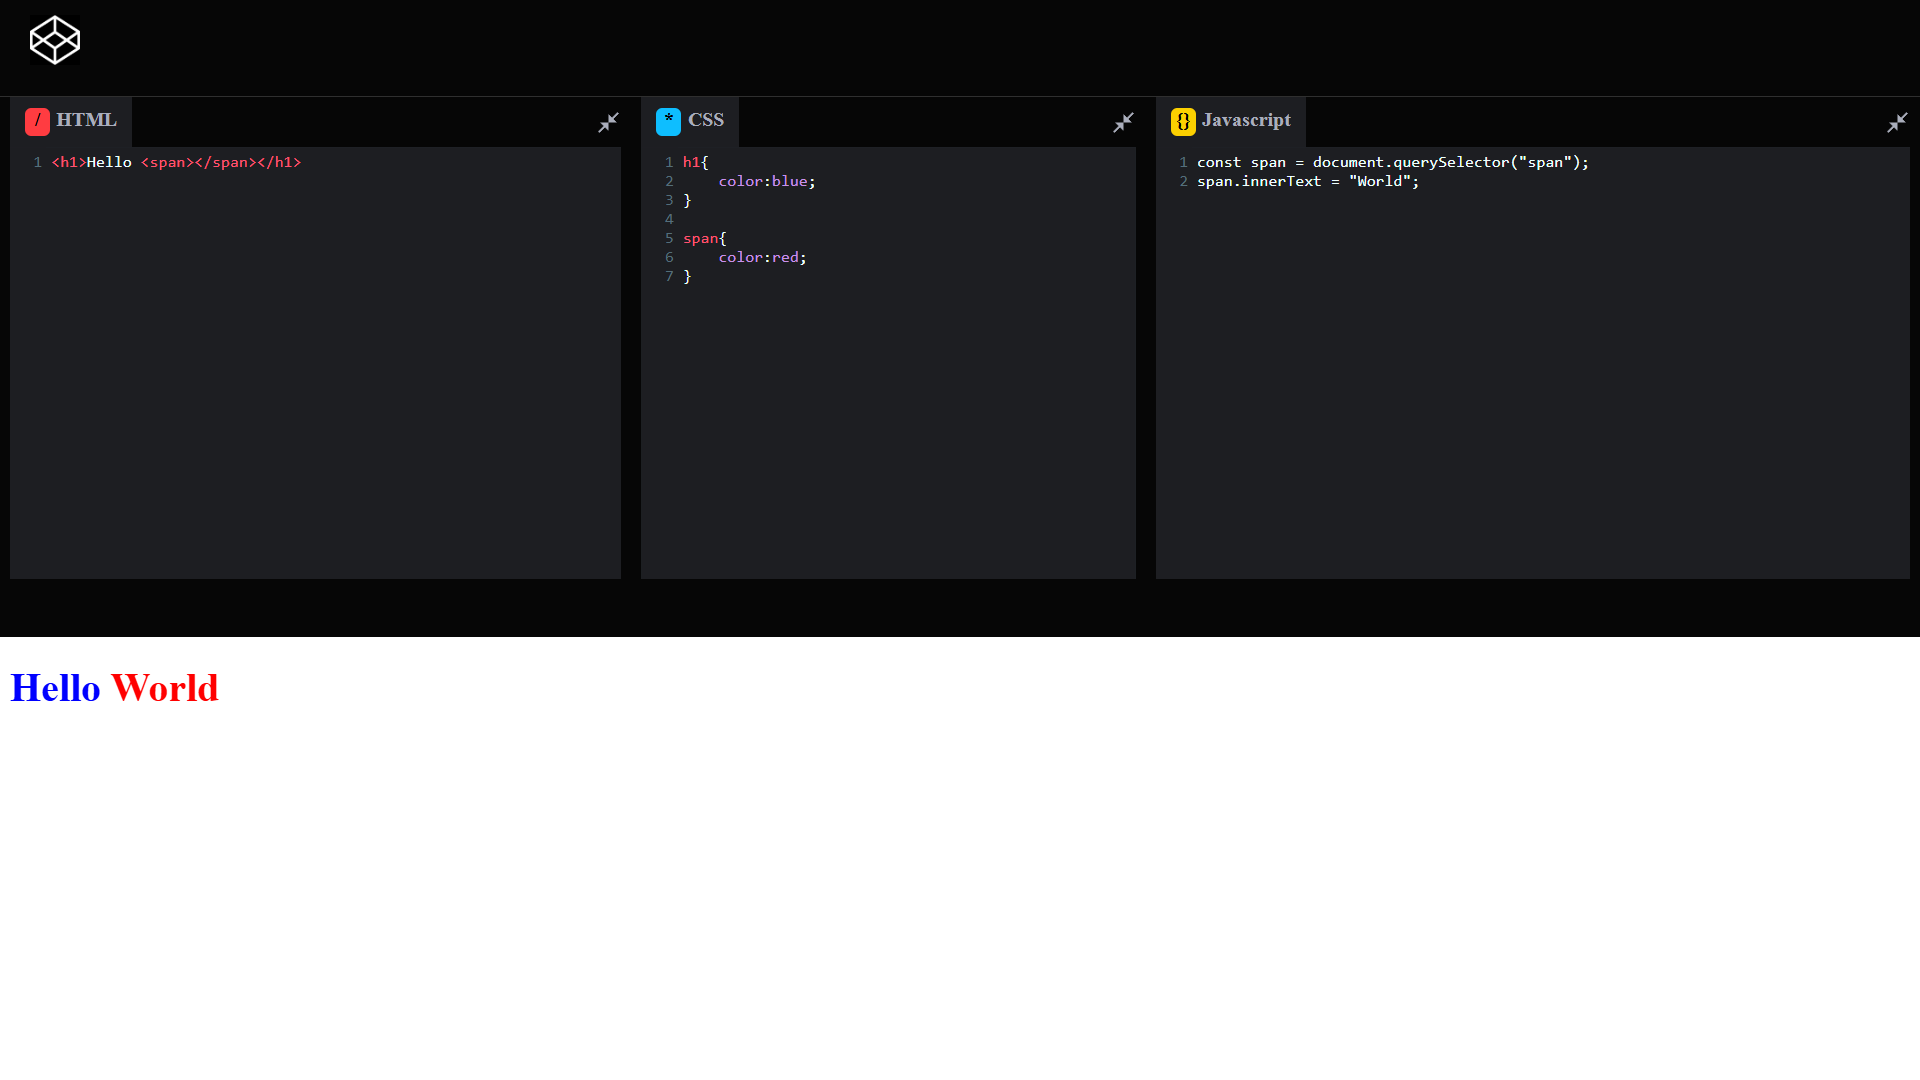 / HTML
1 <h1>Hello <span></span></h1>
* CSS
1 h1{
2     color:blue;
3 }
4
5 span{
6     color:red;
7 }
{} Javascript
1 const span = document.querySelector("span");
2 span.innerText = "World";
Hello World